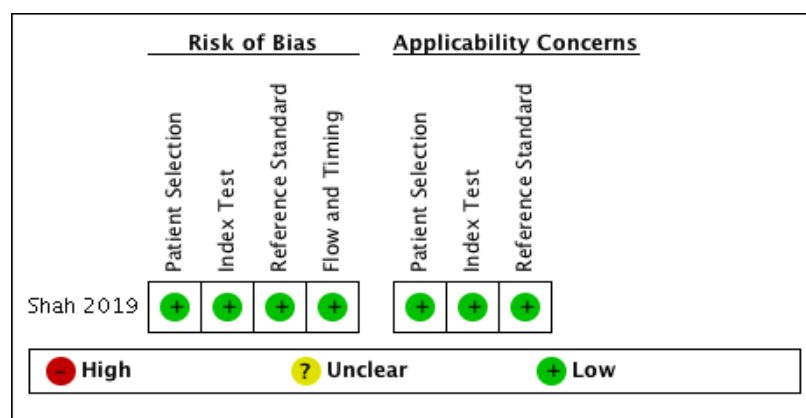 Risk of Bias
Applicability Concerns
Patient Selection
Index Test
Reference Standard
Flow and Timing
Patient Selection
Index Test
Reference Standard
Shah 2019 + + + + + + +
- High ? Unclear + Low